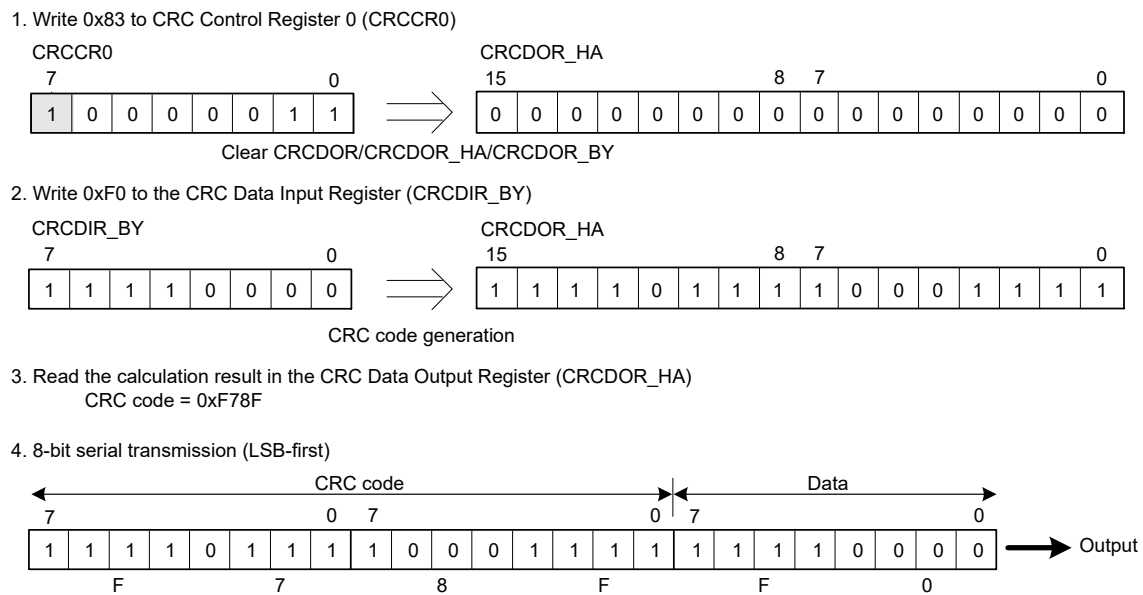 1. Write 0x83 to CRC Control Register 0 (CRCCR0)
CRCCR0 CRCDOR_HA
7 0 15 8 7 0
1 0 0 0 0 0 1 1 0 0 0 0 0 0 0 0 0 0 0 0 0 0 0 0
Clear CRCDOR/CRCDOR_HA/CRCDOR_BY
2. Write 0xF0 to the CRC Data Input Register (CRCDIR_BY)
CRCDIR_BY CRCDOR_HA
7 0 15 8 7 0
1 1 1 1 0 0 0 0 1 1 1 1 0 1 1 1 1 0 0 0 1 1 1 1
CRC code generation
3. Read the calculation result in the CRC Data Output Register (CRCDOR_HA)
CRC code = 0xF78F
4. 8-bit serial transmission (LSB-first)
CRC code Data
7 0 7 0 7 0
1 1 1 1 0 1 1 1 1 0 0 0 1 1 1 1 1 1 1 1 0 0 0 0 Output
F 7 8 F F 0